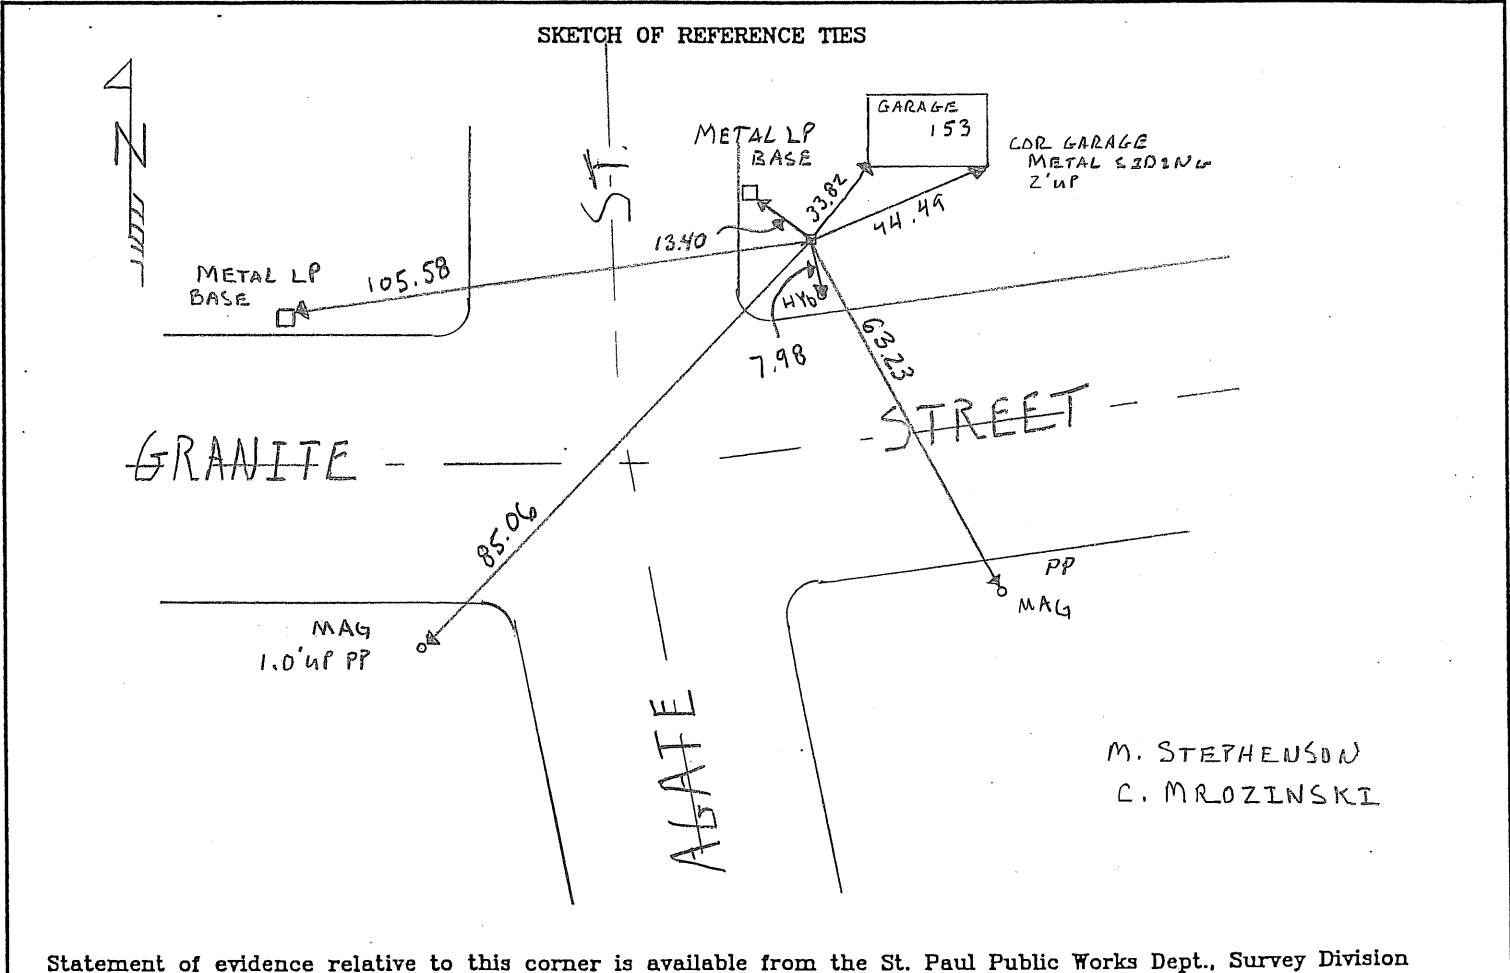 SKETCH OF REFERENCE TIES
N
GARAGE
153
METAL LP
BASE
COR GARAGE
METAL SIDING
2'UP
ST.
33.82
44.49
13.40
METAL LP
BASE
105.58
HYD
7.98
63.23
GRANITE
STREET
85.06
PP
MAG
MAG
1.0'UP PP
AGATE
M. STEPHENSON
C. MROZINSKI
Statement of evidence relative to this corner is available from the St. Paul Public Works Dept., Survey Division